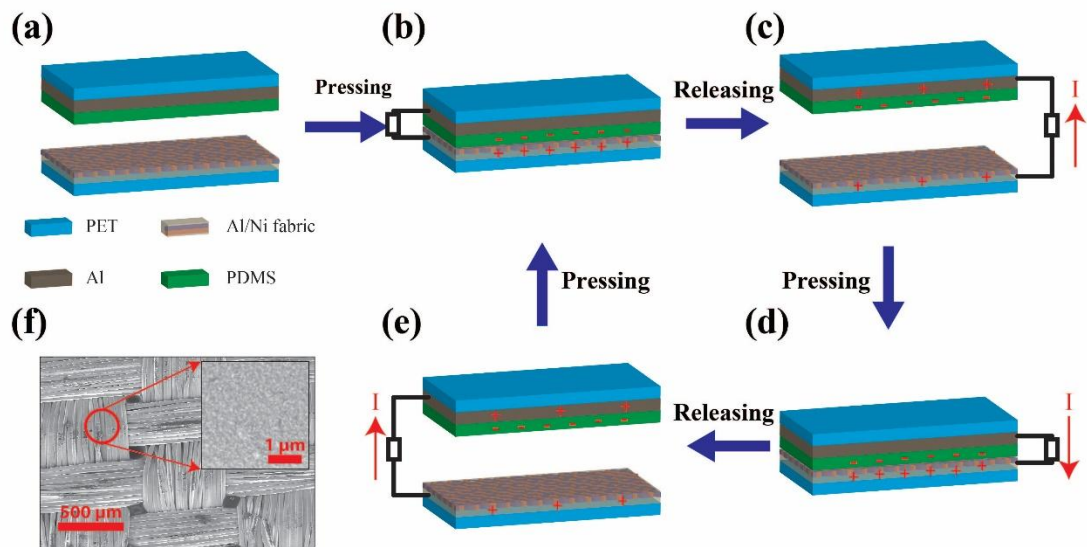 (a)
(b)
(c)
Pressing
Releasing
I
PET
Al/Ni fabric
Al
PDMS
Pressing
Pressing
(f)
(e)
(d)
1 μm
500 μm
I
Releasing
I